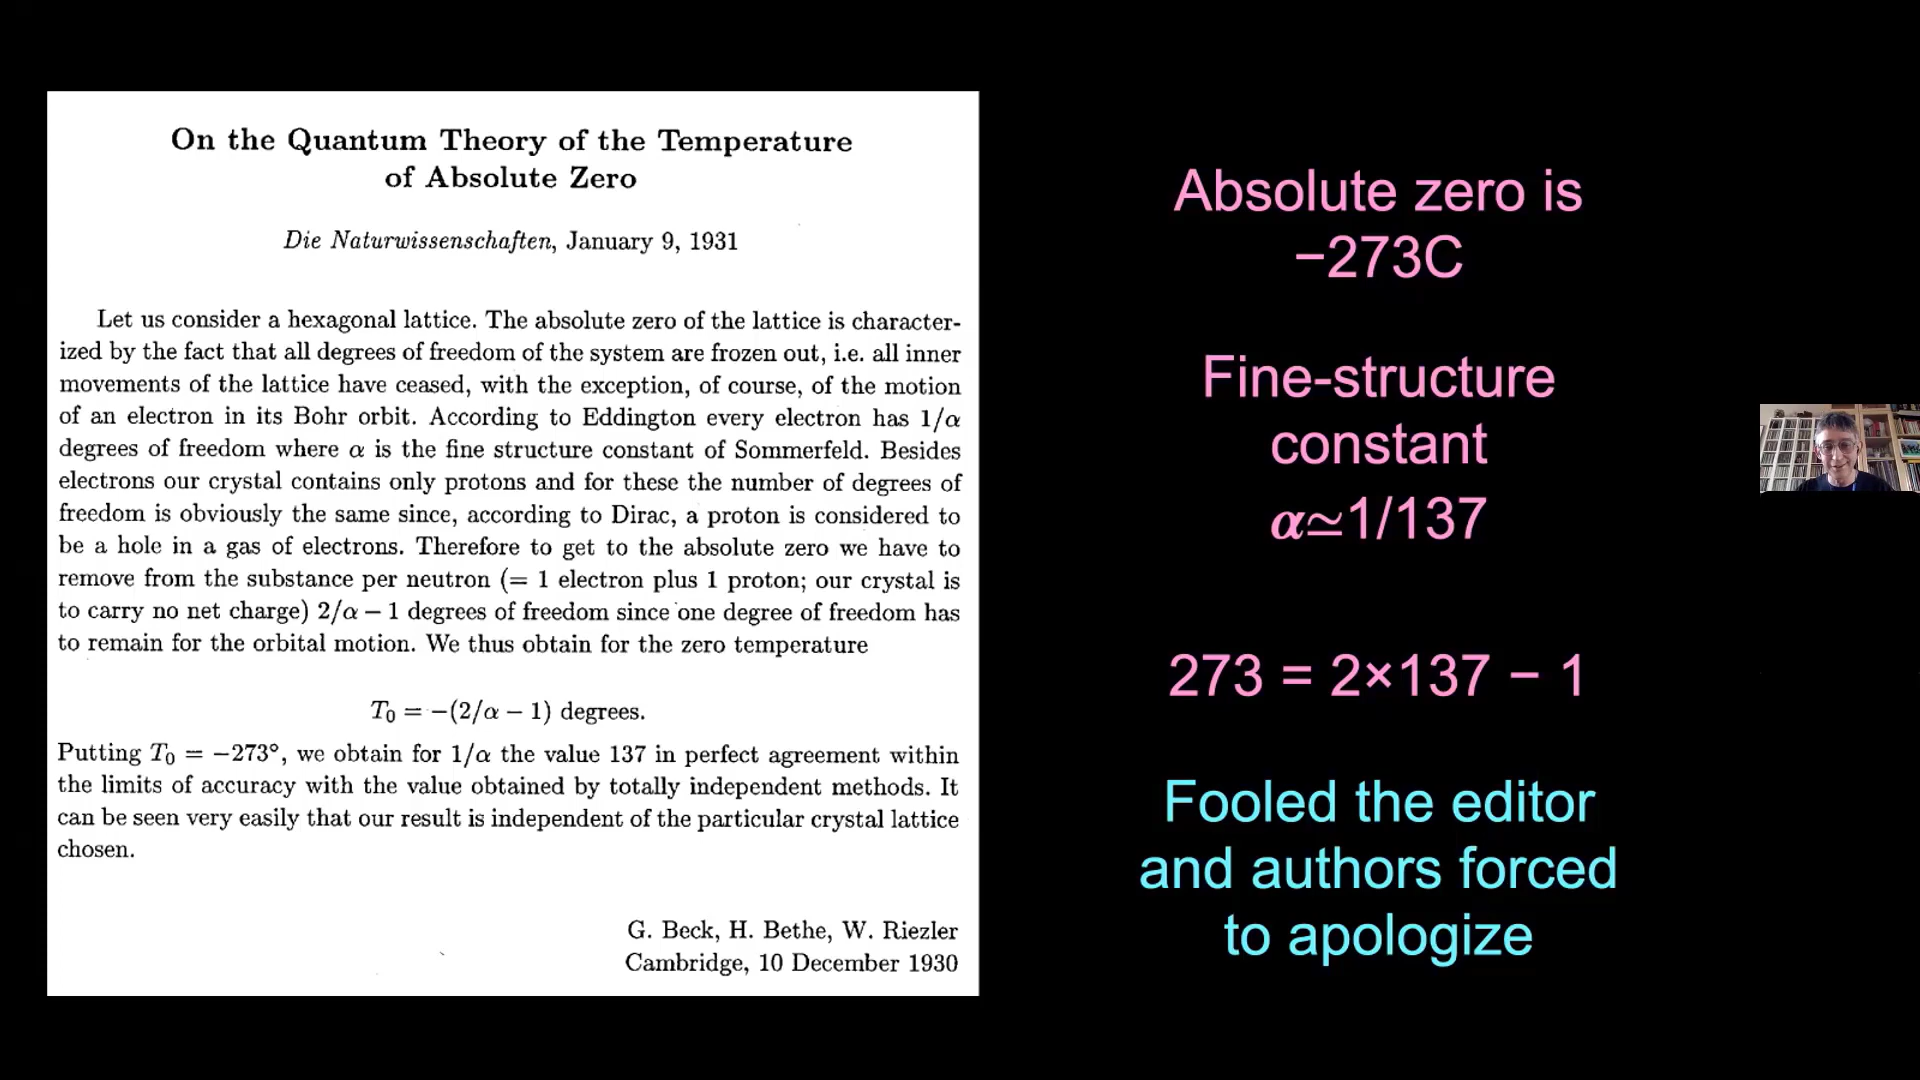 On the Quantum Theory of the Temperature
of Absolute Zero
Die Naturwissenschaften, January 9, 1931
Let us consider a hexagonal lattice. The absolute zero of the lattice is character-
ized by the fact that all degrees of freedom of the system are frozen out, i.e. all inner
movements of the lattice have ceased, with the exception, of course, of the motion
of an electron in its Bohr orbit. According to Eddington every electron has 1/α
degrees of freedom where α is the fine structure constant of Sommerfeld. Besides
electrons our crystal contains only protons and for these the number of degrees of
freedom is obviously the same since, according to Dirac, a proton is considered to
be a hole in a gas of electrons. Therefore to get to the absolute zero we have to
remove from the substance per neutron (= 1 electron plus 1 proton; our crystal is
to carry no net charge) 2/α − 1 degrees of freedom since one degree of freedom has
to remain for the orbital motion. We thus obtain for the zero temperature
T₀ = −(2/α − 1) degrees.
Putting T₀ = −273°, we obtain for 1/α the value 137 in perfect agreement within
the limits of accuracy with the value obtained by totally independent methods. It
can be seen very easily that our result is independent of the particular crystal lattice
chosen.
G. Beck, H. Bethe, W. Riezler
Cambridge, 10 December 1930
Absolute zero is
−273C
Fine-structure
constant
α≃1/137
273 = 2×137 − 1
Fooled the editor
and authors forced
to apologize